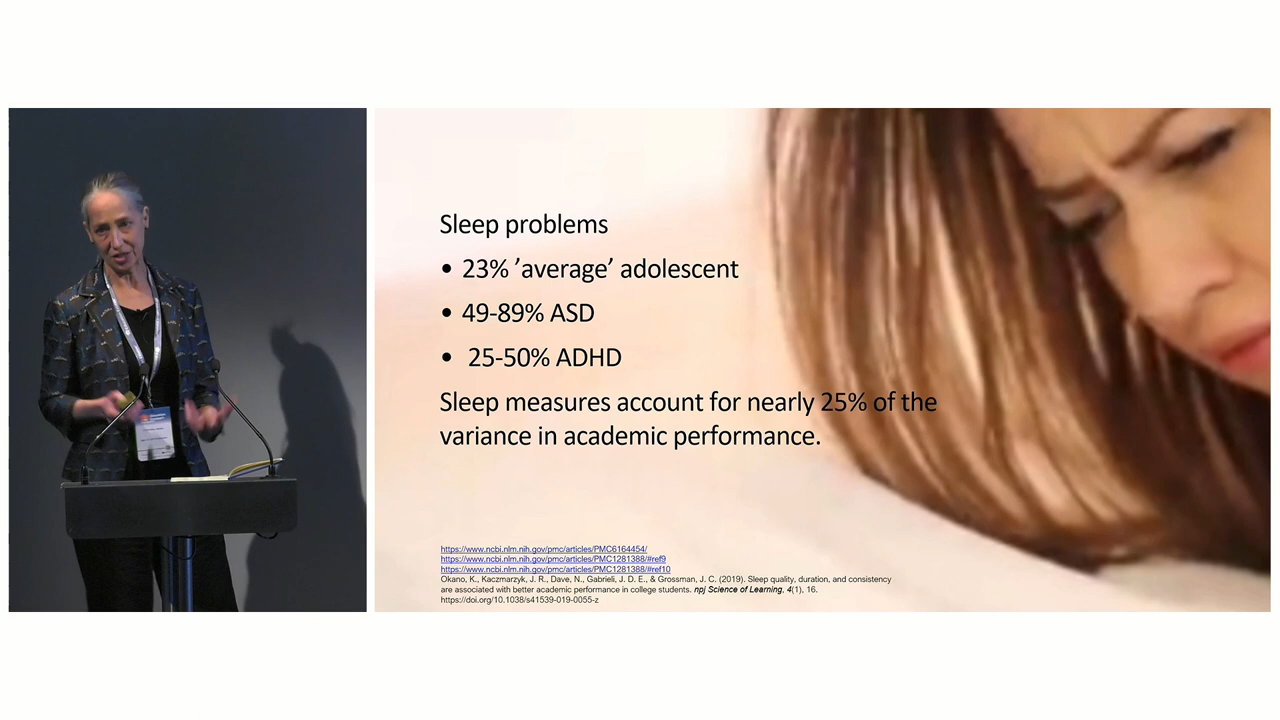 Sleep problems
• 23% ’average’ adolescent
• 49-89% ASD
• 25-50% ADHD
Sleep measures account for nearly 25% of the
variance in academic performance.
https://www.ncbi.nlm.nih.gov/pmc/articles/PMC6164454/
https://www.ncbi.nlm.nih.gov/pmc/articles/PMC1281388/#ref9
https://www.ncbi.nlm.nih.gov/pmc/articles/PMC1281388/#ref10
Okano, K., Kaczmarzyk, J. R., Dave, N., Gabrieli, J. D. E., & Grossman, J. C. (2019). Sleep quality, duration, and consistency
are associated with better academic performance in college students. npj Science of Learning, 4(1), 16.
https://doi.org/10.1038/s41539-019-0055-z